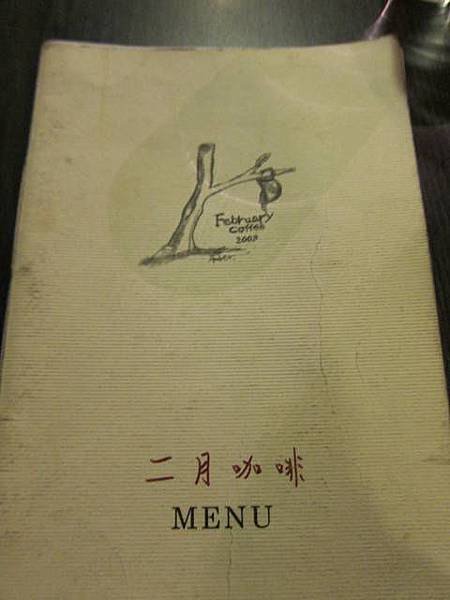 February
Coffee
2003
二月咖啡
MENU